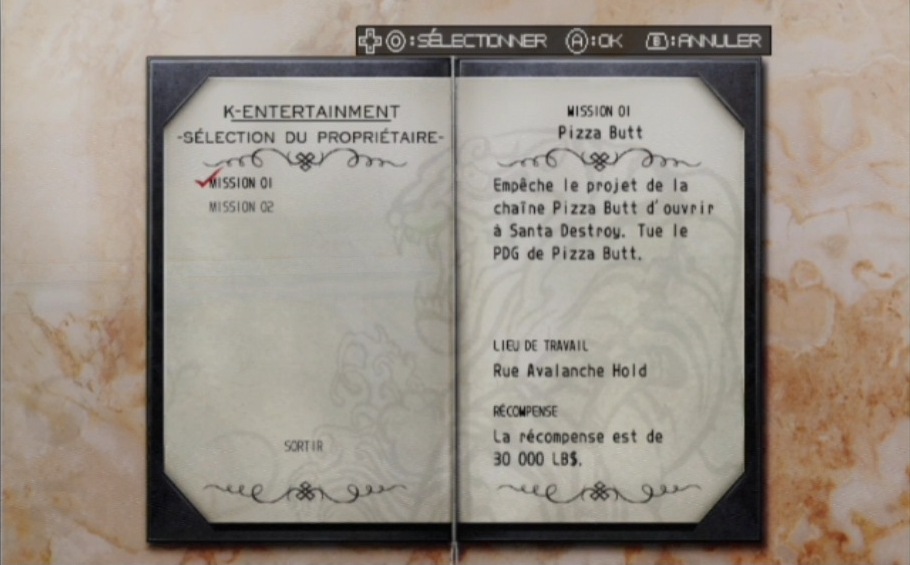 :SÉLECTIONNER A:OK B:ANNULER
K-ENTERTAINMENT
-SÉLECTION DU PROPRIÉTAIRE-
MISSION 01
MISSION 02
SORTIR
MISSION 01
Pizza Butt
Empêche le projet de la
chaîne Pizza Butt d'ouvrir
à Santa Destroy. Tue le
PDG de Pizza Butt.
LIEU DE TRAVAIL
Rue Avalanche Hold
RÉCOMPENSE
La récompense est de
30 000 LB$.